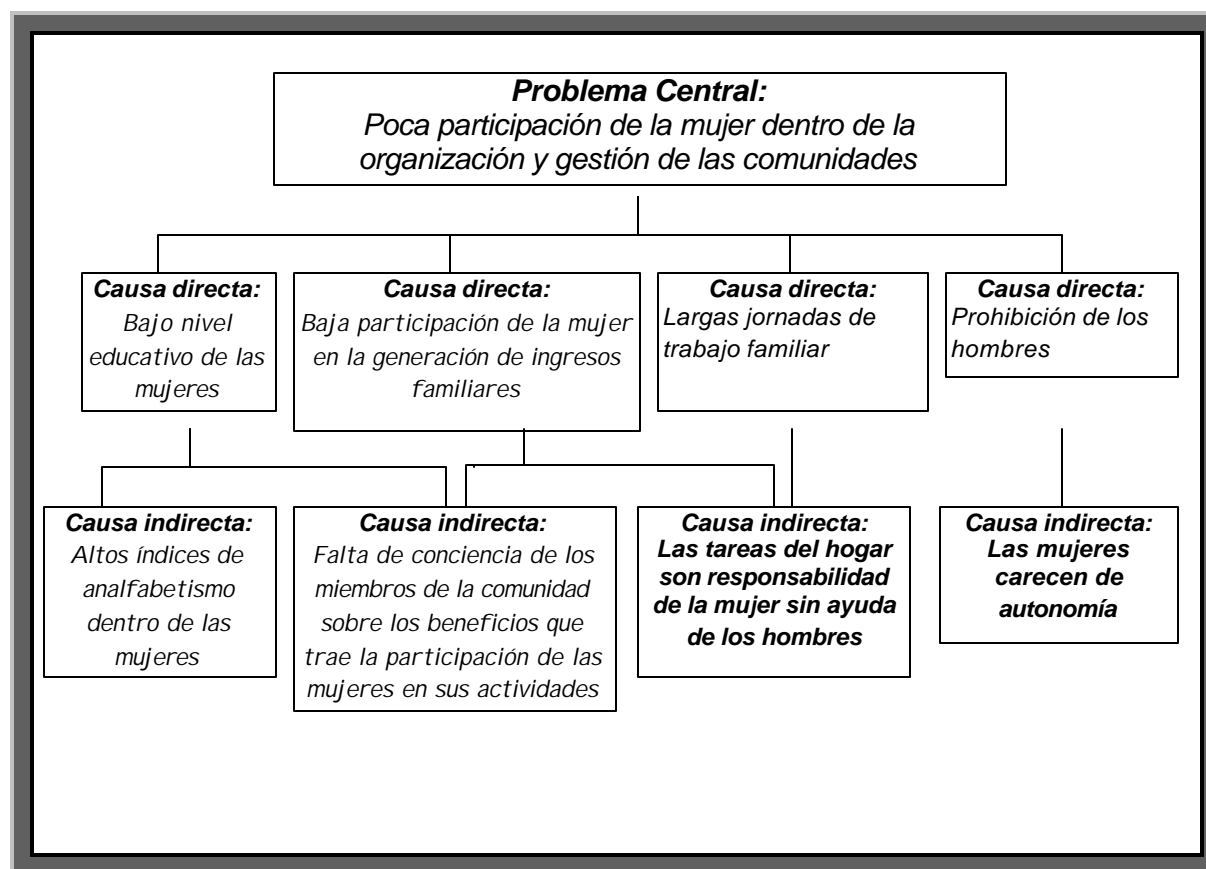 Problema Central:
Poca participación de la mujer dentro de la
organización y gestión de las comunidades
Causa directa:
Bajo nivel
educativo de las
mujeres
Causa directa:
Baja participación de la mujer
en la generación de ingresos
familiares
Causa directa:
Largas jornadas de
trabajo familiar
Causa directa:
Prohibición de los
hombres
Causa indirecta:
Altos índices de
analfabetismo
dentro de las
mujeres
Causa indirecta:
Falta de conciencia de los
miembros de la comunidad
sobre los beneficios que
trae la participación de las
mujeres en sus actividades
Causa indirecta:
Las tareas del hogar
son responsabilidad
de la mujer sin ayuda
de los hombres
Causa indirecta:
Las mujeres
carecen de
autonomía